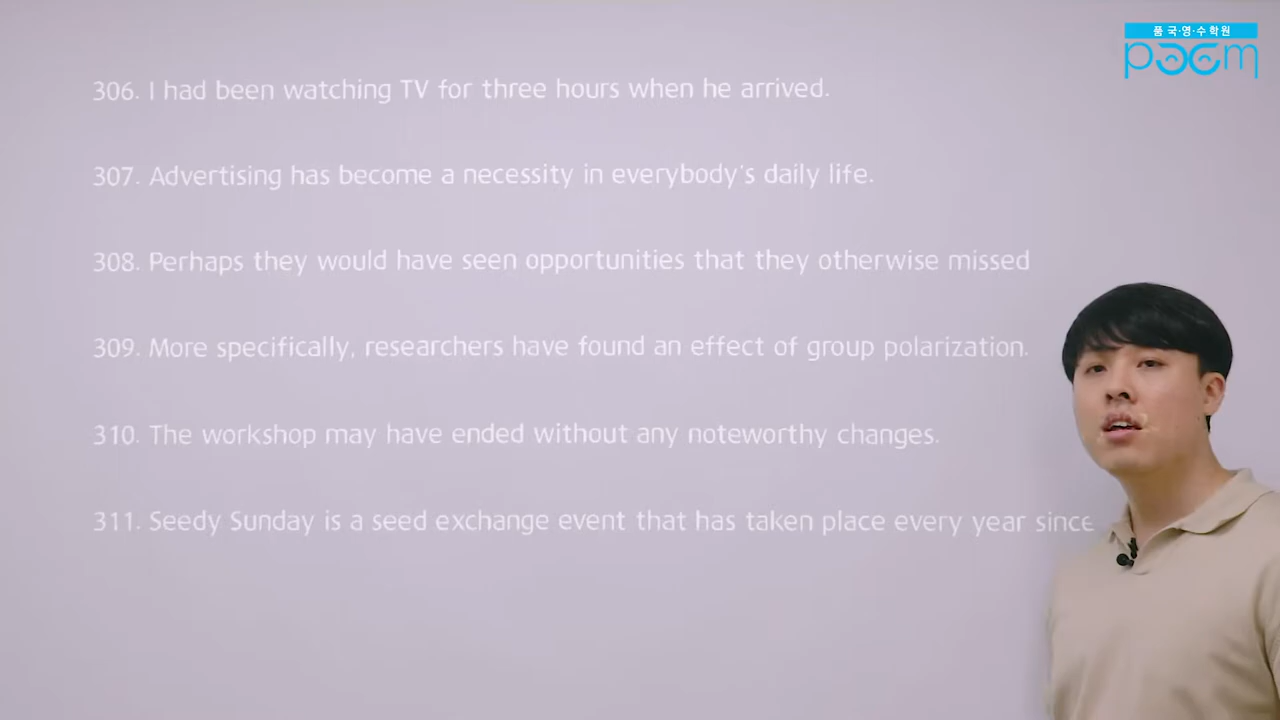 품 국·영·수 학원
poem
306. I had been watching TV for three hours when he arrived.
307. Advertising has become a necessity in everybody's daily life.
308. Perhaps they would have seen opportunities that they otherwise missed
309. More specifically, researchers have found an effect of group polarization.
310. The workshop may have ended without any noteworthy changes.
311. Seedy Sunday is a seed exchange event that has taken place every year since